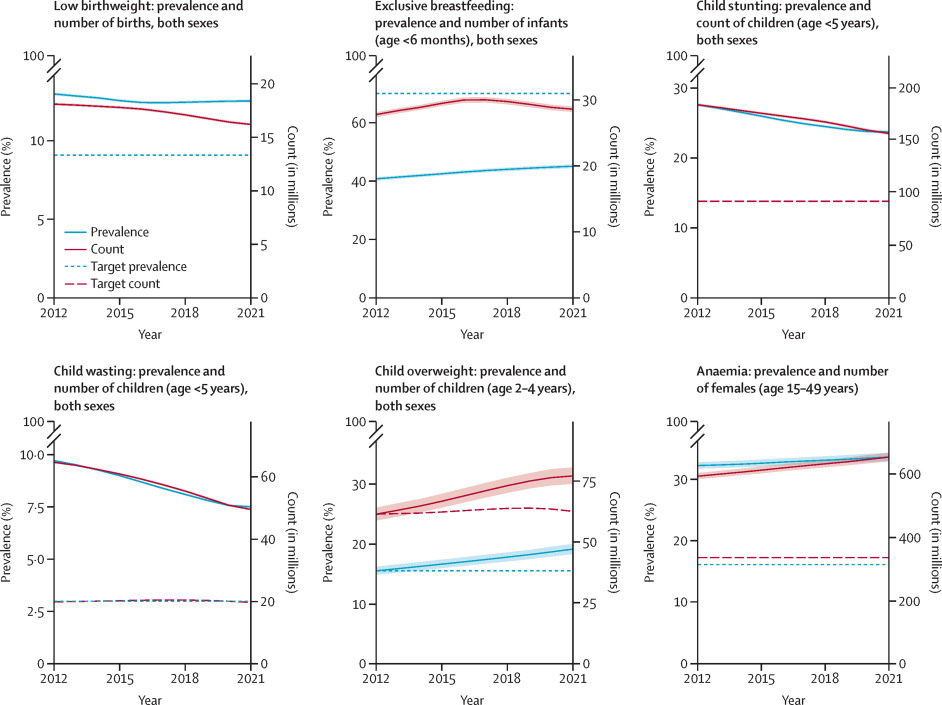 Low birthweight: prevalence and
number of births, both sexes
100
10
5
0
20
15
10
5
0
Prevalence (%)
Count (in millions)
Prevalence
Count
Target prevalence
Target count
2012
2015
2018
2021
Year
Exclusive breastfeeding:
prevalence and number of infants
(age <6 months), both sexes
100
60
40
20
0
30
20
10
0
Prevalence (%)
Count (in millions)
2012
2015
2018
2021
Year
Child stunting: prevalence and
count of children (age <5 years),
both sexes
100
30
20
10
0
200
150
100
50
0
Prevalence (%)
Count (in millions)
2012
2015
2018
2021
Year
Child wasting: prevalence and
number of children (age <5 years),
both sexes
100
10·0
7·5
5·0
2·5
0
60
40
20
0
Prevalence (%)
Count (in millions)
2012
2015
2018
2021
Year
Child overweight: prevalence and
number of children (age 2–4 years),
both sexes
100
30
20
10
0
75
50
25
0
Prevalence (%)
Count (in millions)
2012
2015
2018
2021
Year
Anaemia: prevalence and number
of females (age 15–49 years)
100
30
20
10
0
600
400
200
0
Prevalence (%)
Count (in millions)
2012
2015
2018
2021
Year